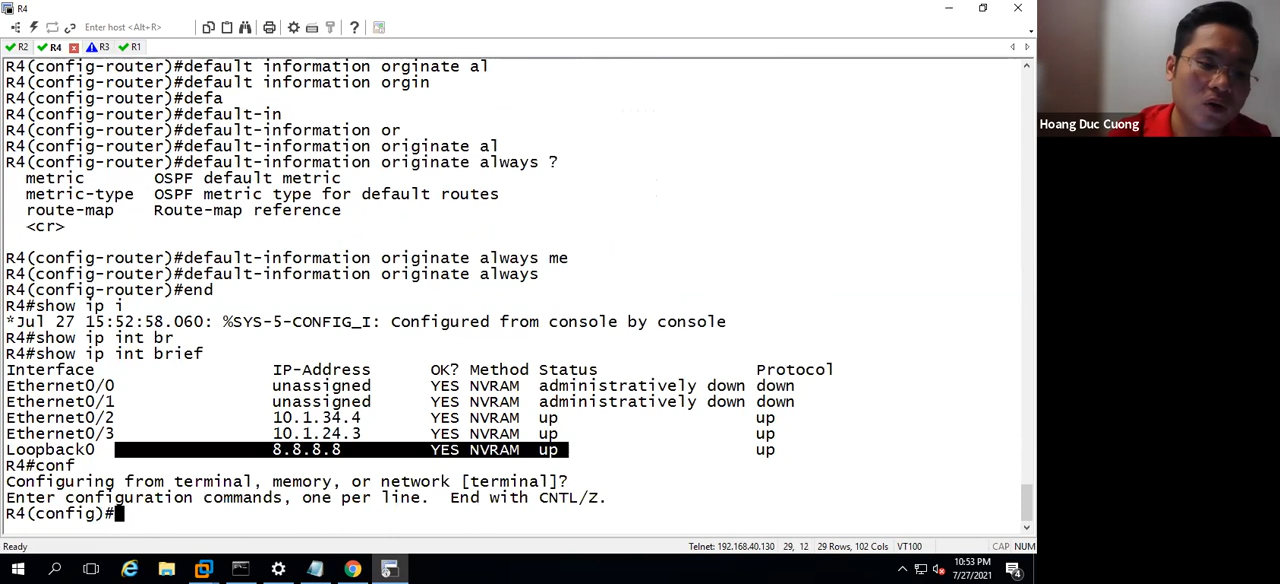 R4
Enter host <Alt+R>
R2 R4 R3 R1
R4(config-router)#default information orginate al
R4(config-router)#default information orgin
R4(config-router)#defa
R4(config-router)#default-in
R4(config-router)#default-information or
R4(config-router)#default-information originate al
R4(config-router)#default-information originate always ?
metric OSPF default metric
metric-type OSPF metric type for default routes
route-map Route-map reference
<cr>
R4(config-router)#default-information originate always me
R4(config-router)#default-information originate always
R4(config-router)#end
R4#show ip i
*Jul 27 15:52:58.060: %SYS-5-CONFIG_I: Configured from console by console
R4#show ip int br
R4#show ip int brief
Interface IP-Address OK? Method Status Protocol
Ethernet0/0 unassigned YES NVRAM administratively down down
Ethernet0/1 unassigned YES NVRAM administratively down down
Ethernet0/2 10.1.34.4 YES NVRAM up up
Ethernet0/3 10.1.24.3 YES NVRAM up up
Loopback0 8.8.8.8 YES NVRAM up up
R4#conf
Configuring from terminal, memory, or network [terminal]?
Enter configuration commands, one per line. End with CNTL/Z.
R4(config)#
Hoang Duc Cuong
Ready Telnet: 192.168.40.130 29, 12 29 Rows, 102 Cols VT100 CAP NUM
10:53 PM
7/27/2021
4